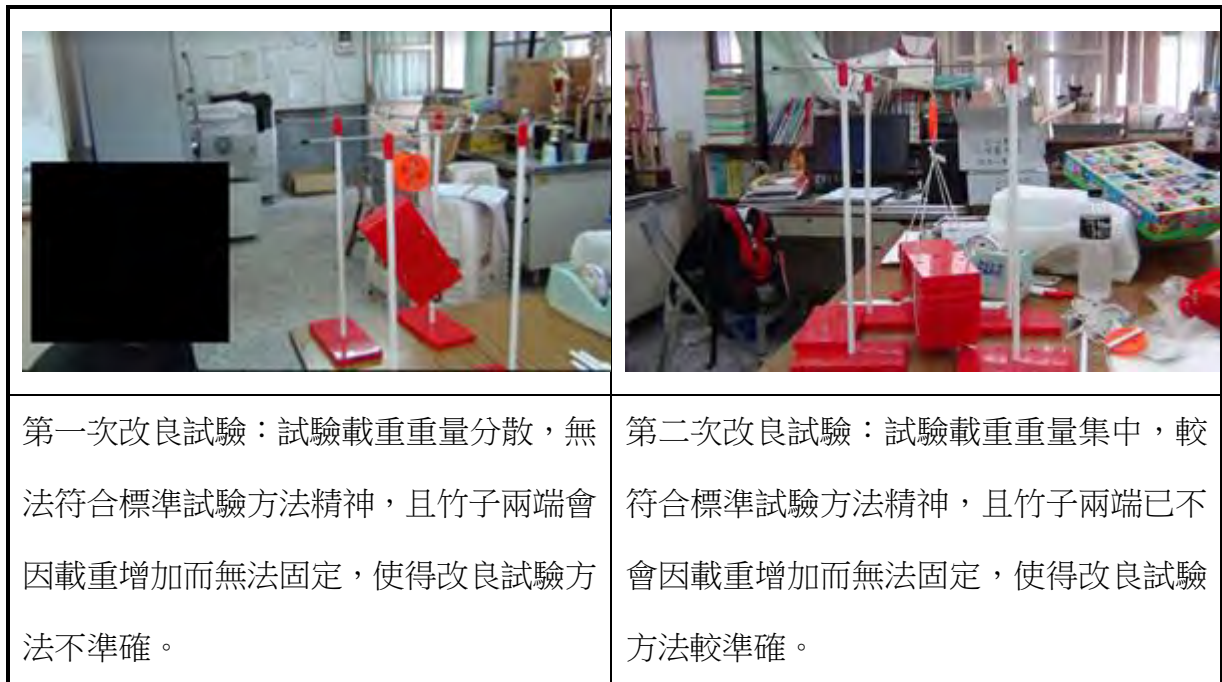 第一次改良試驗：試驗載重重量分散，無
法符合標準試驗方法精神，且竹子兩端會
因載重增加而無法固定，使得改良試驗方
法不準確。
第二次改良試驗：試驗載重重量集中，較
符合標準試驗方法精神，且竹子兩端已不
會因載重增加而無法固定，使得改良試驗
方法較準確。